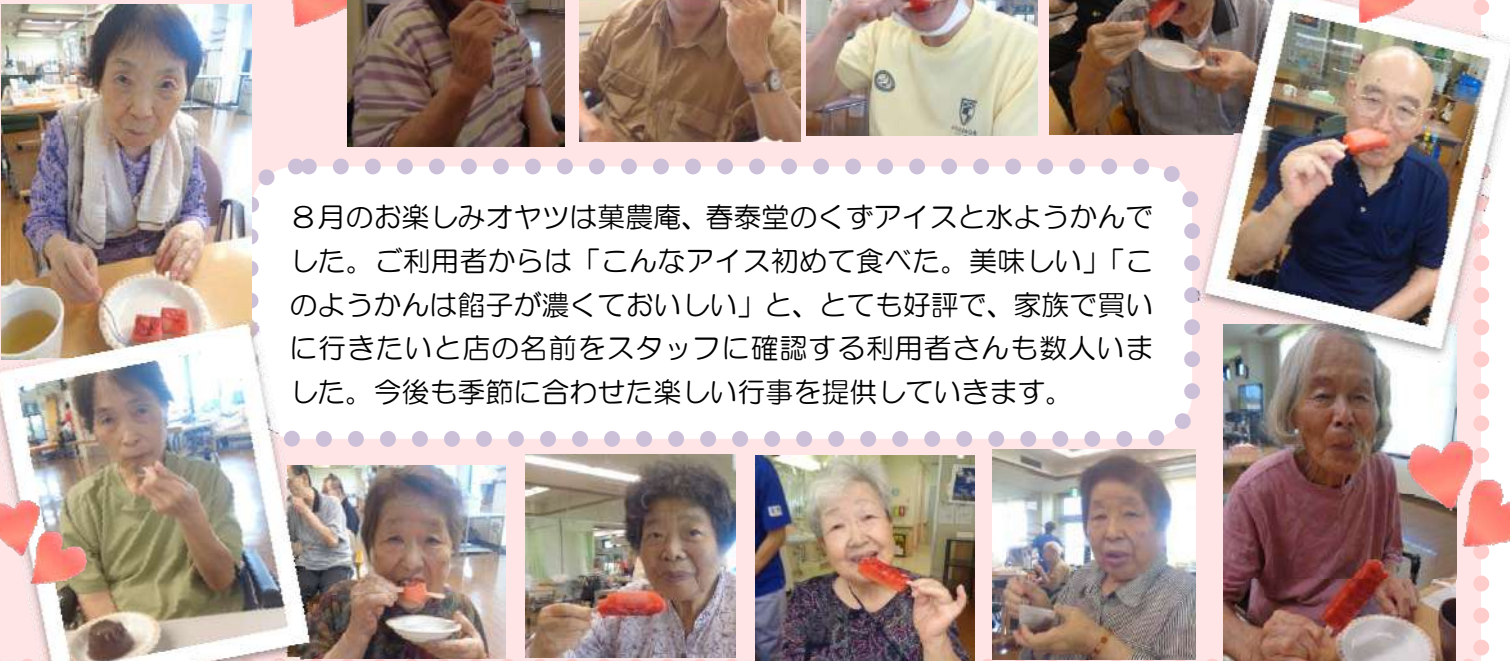 ８月のお楽しみオヤツは菓農庵、春泰堂のくずアイスと水ようかんで
した。ご利用者からは「こんなアイス初めて食べた。美味しい」「こ
のようかんは餡子が濃くておいしい」と、とても好評で、家族で買い
に行きたいと店の名前をスタッフに確認する利用者さんも数人いま
した。今後も季節に合わせた楽しい行事を提供していきます。